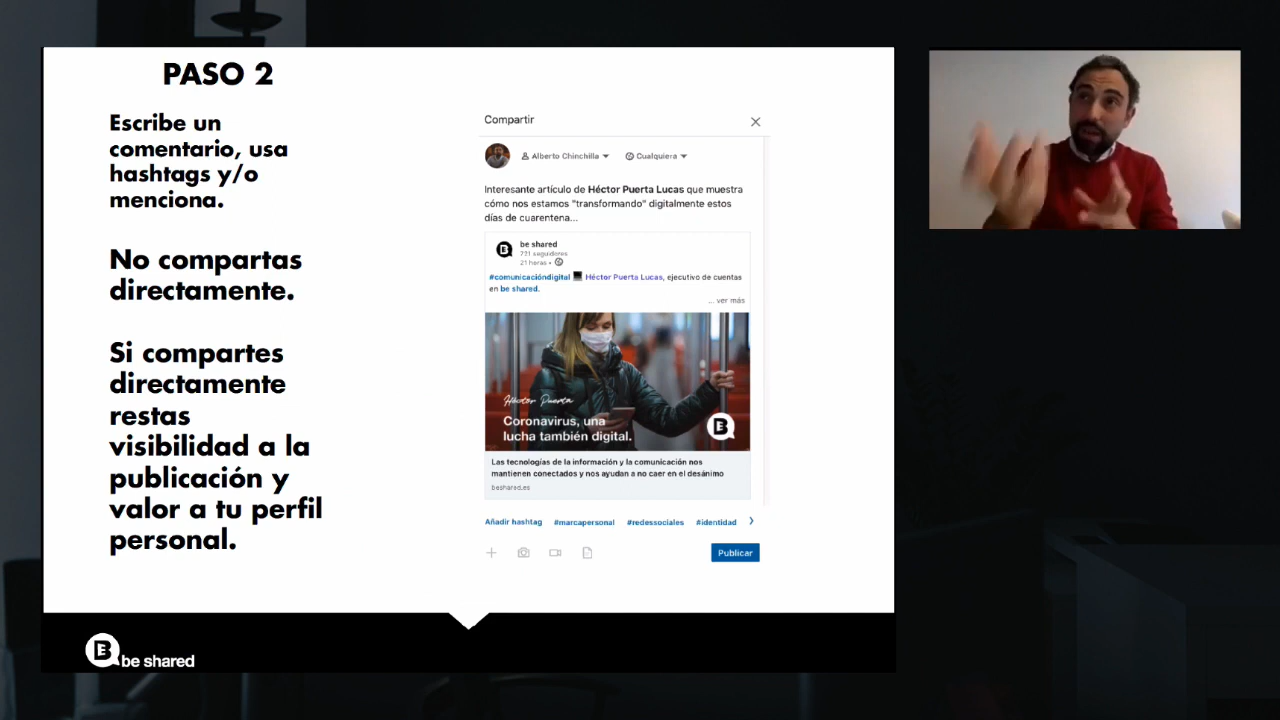 PASO 2
Escribe un
comentario, usa
hashtags y/o
menciona.
No compartas
directamente.
Si compartes
directamente
restas
visibilidad a la
publicación y
valor a tu perfil
personal.
Compartir
Alberto Chinchilla
Cualquiera
Interesante artículo de Héctor Puerta Lucas que muestra
cómo nos estamos "transformando" digitalmente estos
días de cuarentena...
be shared
721 seguidores
21 horas •
#comunicacióndigital Héctor Puerta Lucas, ejecutivo de cuentas
en be shared.
... ver más
Héctor Puerta
Coronavirus, una
lucha también digital.
B
Las tecnologías de la información y la comunicación nos
mantienen conectados y nos ayudan a no caer en el desánimo
beshared.es
Añadir hashtag #marcapersonal #redessociales #identidad
Publicar
B be shared